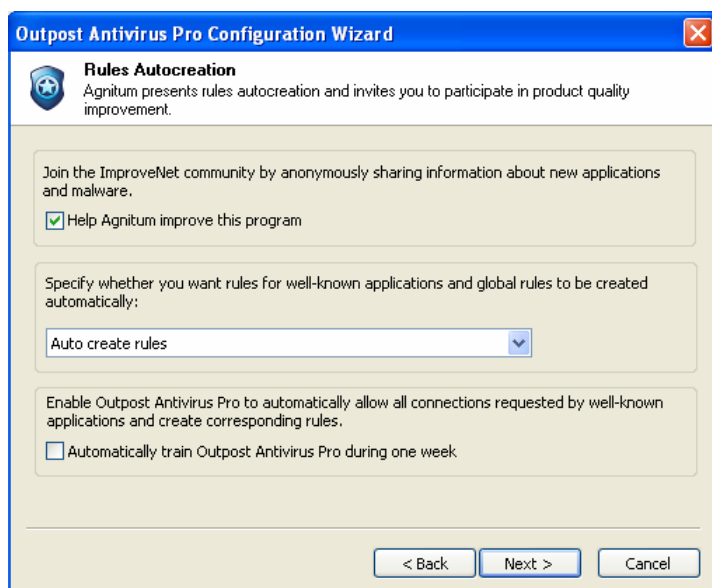 Outpost Antivirus Pro Configuration Wizard
Rules Autocreation
Agnitum presents rules autocreation and invites you to participate in product quality
improvement.
Join the ImproveNet community by anonymously sharing information about new applications
and malware.
Help Agnitum improve this program
Specify whether you want rules for well-known applications and global rules to be created
automatically:
Auto create rules
Enable Outpost Antivirus Pro to automatically allow all connections requested by well-known
applications and create corresponding rules.
Automatically train Outpost Antivirus Pro during one week
< Back Next > Cancel